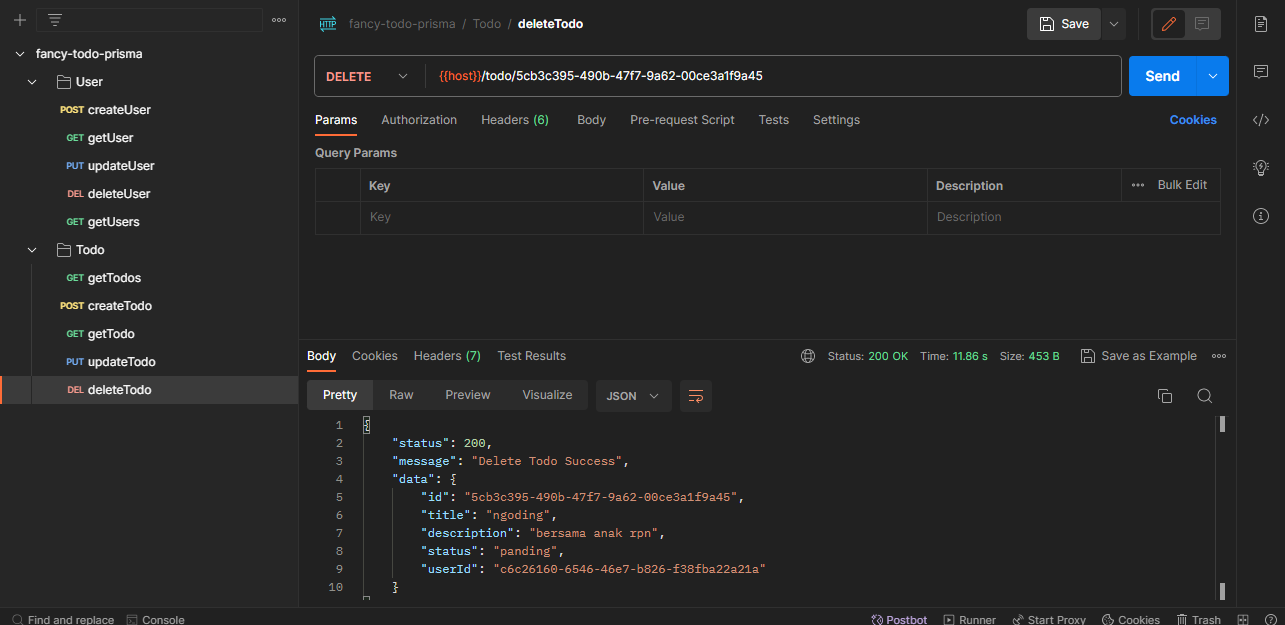 HTTP fancy-todo-prisma / Todo / deleteTodo Save
fancy-todo-prisma
User
POST createUser
GET getUser
PUT updateUser
DEL deleteUser
GET getUsers
Todo
GET getTodos
POST createTodo
GET getTodo
PUT updateTodo
DEL deleteTodo
DELETE {{host}}/todo/5cb3c395-490b-47f7-9a62-00ce3a1f9a45 Send
Params Authorization Headers (6) Body Pre-request Script Tests Settings Cookies
Query Params
Key Value Description Bulk Edit
Key Value Description
Body Cookies Headers (7) Test Results Status: 200 OK Time: 11.86 s Size: 453 B Save as Example
Pretty Raw Preview Visualize JSON
1 {
2 "status": 200,
3 "message": "Delete Todo Success",
4 "data": {
5 "id": "5cb3c395-490b-47f7-9a62-00ce3a1f9a45",
6 "title": "ngoding",
7 "description": "bersama anak rpn",
8 "status": "panding",
9 "userId": "c6c26160-6546-46e7-b826-f38fba22a21a"
10 }
Find and replace Console Postbot Runner Start Proxy Cookies Trash